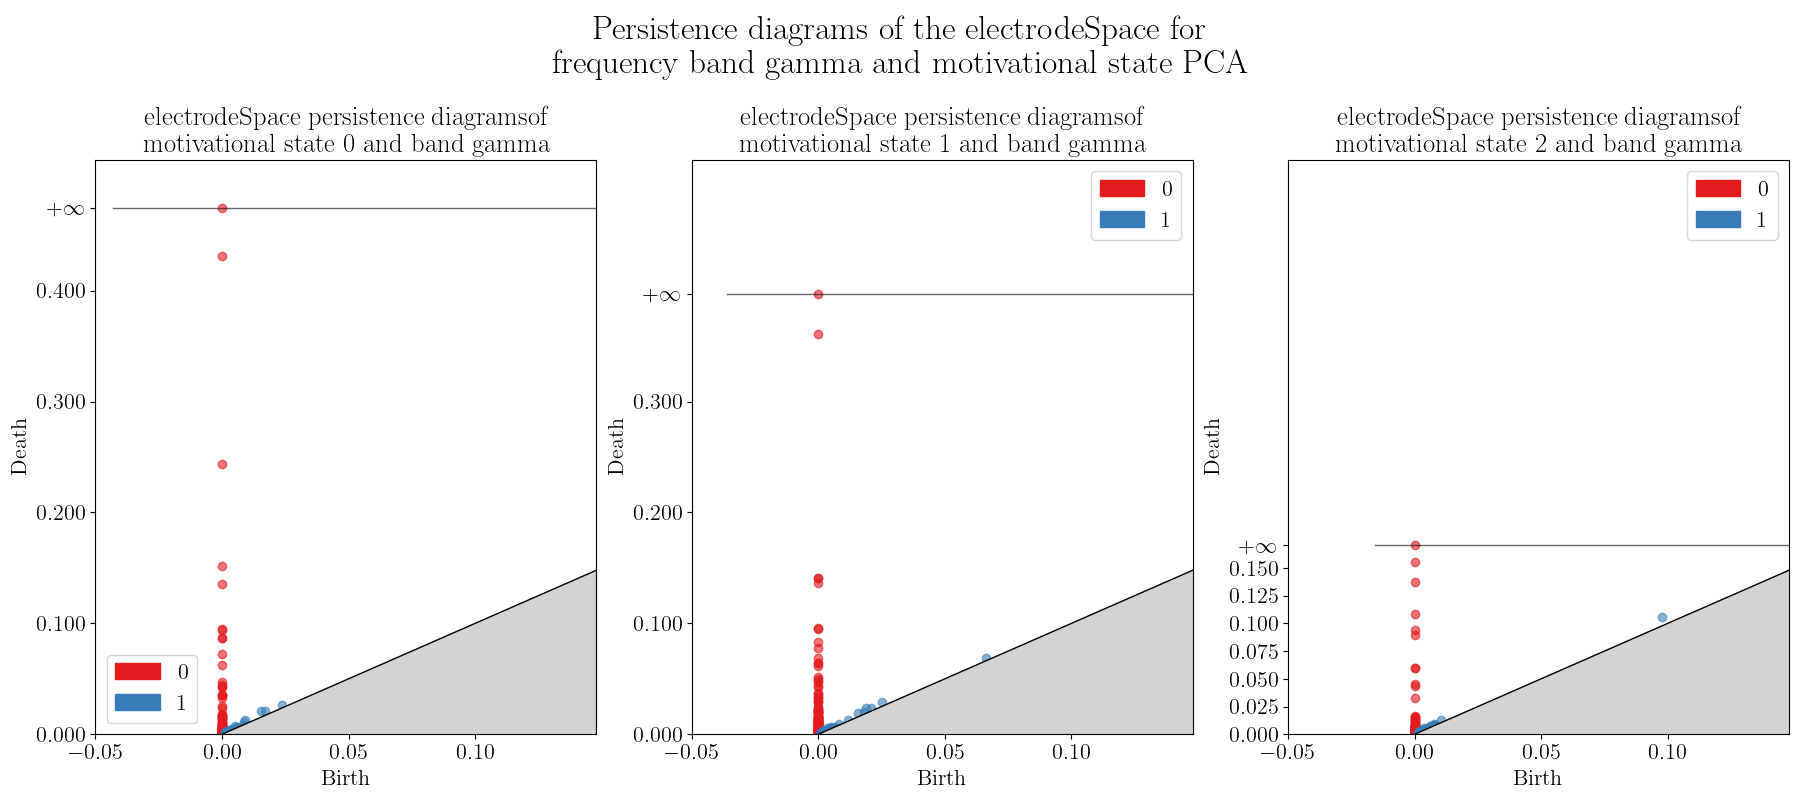 Persistence diagrams of the electrodeSpace for
frequency band gamma and motivational state PCA
electrodeSpace persistence diagramsof
motivational state 0 and band gamma
+∞
0.400
0.300
0.200
0.100
0.000
Death
0
1
−0.05
0.00
0.05
0.10
Birth
electrodeSpace persistence diagramsof
motivational state 1 and band gamma
0
1
+∞
0.300
0.200
0.100
0.000
Death
−0.05
0.00
0.05
0.10
Birth
electrodeSpace persistence diagramsof
motivational state 2 and band gamma
0
1
+∞
0.150
0.125
0.100
0.075
0.050
0.025
0.000
Death
−0.05
0.00
0.05
0.10
Birth